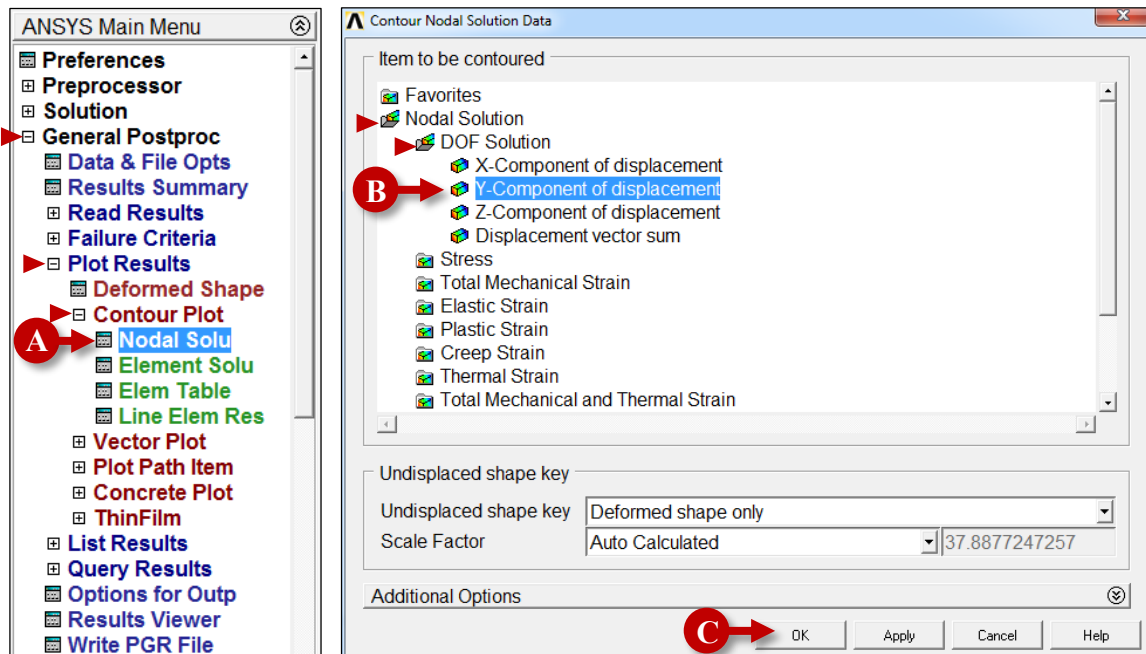 ANSYS Main Menu
Preferences
Preprocessor
Solution
General Postproc
Data & File Opts
Results Summary
Read Results
Failure Criteria
Plot Results
Deformed Shape
Contour Plot
A
Nodal Solu
Element Solu
Elem Table
Line Elem Res
Vector Plot
Plot Path Item
Concrete Plot
ThinFilm
List Results
Query Results
Options for Outp
Results Viewer
Write PGR File
Contour Nodal Solution Data
Item to be contoured
Favorites
Nodal Solution
DOF Solution
X-Component of displacement
B
Y-Component of displacement
Z-Component of displacement
Displacement vector sum
Stress
Total Mechanical Strain
Elastic Strain
Plastic Strain
Creep Strain
Thermal Strain
Total Mechanical and Thermal Strain
Undisplaced shape key
Undisplaced shape key Deformed shape only
Scale Factor Auto Calculated 37.8877247257
Additional Options
C
OK Apply Cancel Help